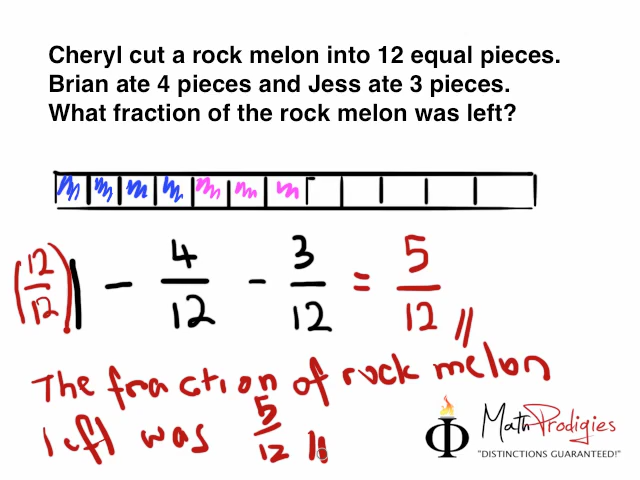 Cheryl cut a rock melon into 12 equal pieces.
Brian ate 4 pieces and Jess ate 3 pieces.
What fraction of the rock melon was left?
(12/12) 1 - 4/12 - 3/12 = 5/12 //
The fraction of rock melon
left was 5/12 //
Math Prodigies
"DISTINCTIONS GUARANTEED!"